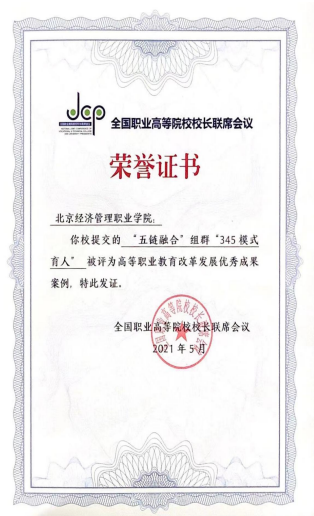 jcp
全国职业高等院校校长联席会议
荣誉证书
北京经济管理职业学院：
你校提交的 “五链融合”组群“345模式
育人” 被评为高等职业教育改革发展优秀成果
案例，特此发证。
全国职业高等院校校长联席会议
2021年5月